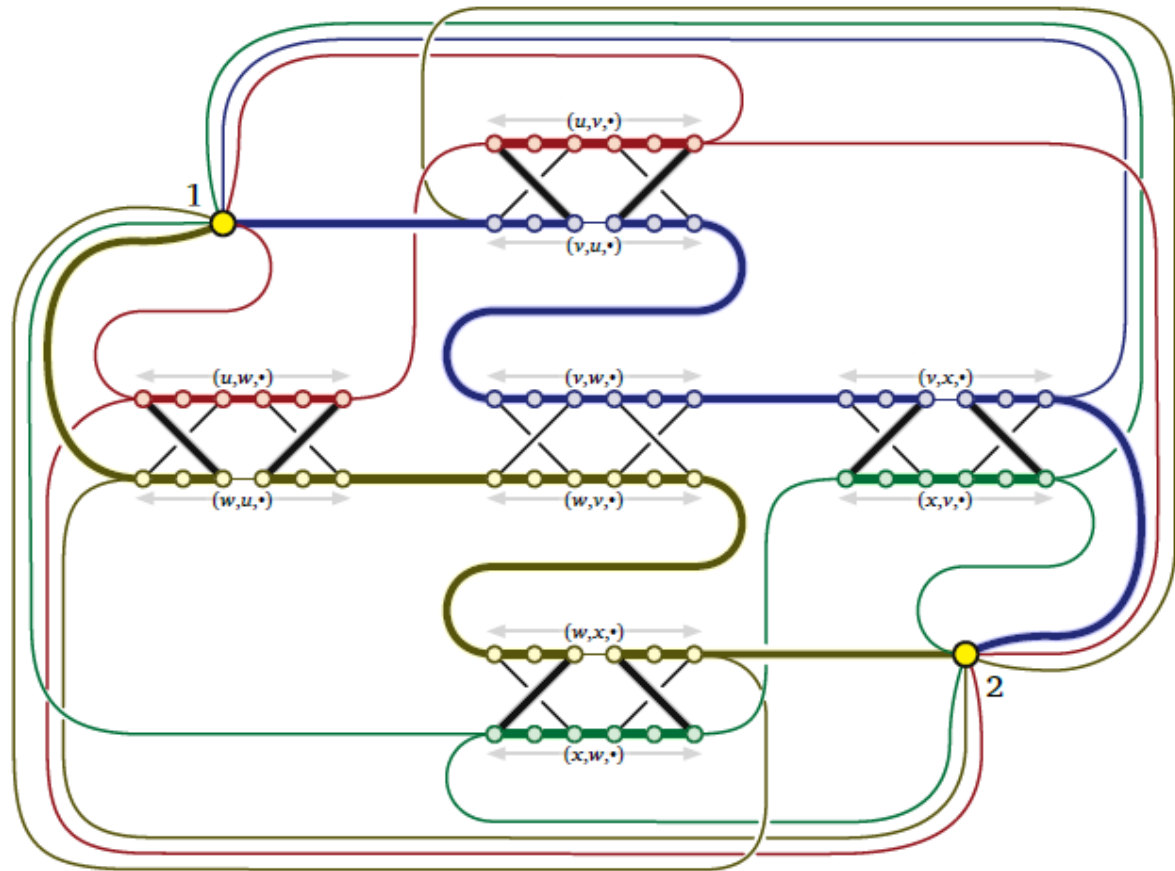 (u,v,•)
1
(v,u,•)
(u,w,•)
(v,w,•)
(v,x,•)
(w,u,•)
(w,v,•)
(x,v,•)
(w,x,•)
2
(x,w,•)